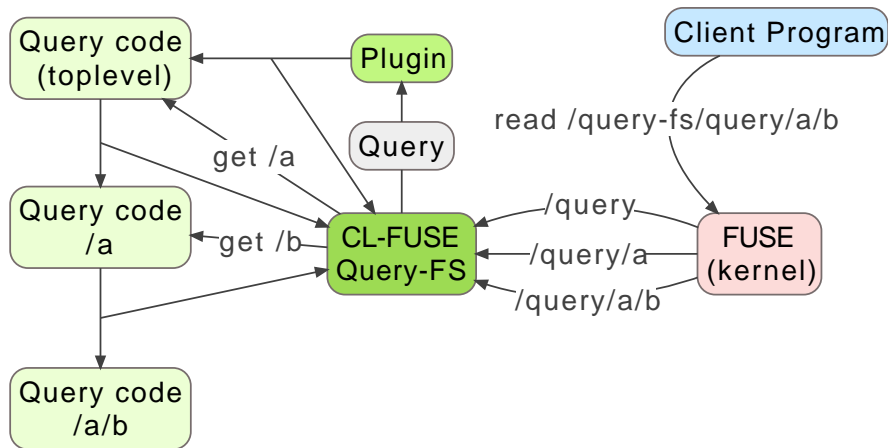 Query code
(toplevel)
Plugin
Client Program
read /query-fs/query/a/b
Query
get /a
Query code
/a
get /b
CL-FUSE
Query-FS
/query
/query/a
/query/a/b
FUSE
(kernel)
Query code
/a/b